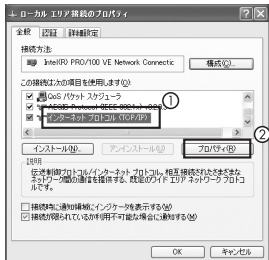 ローカル エリア接続のプロパティ
全般 認証 詳細設定
接続方法:
Intel(R) PRO/100 VE Network Connectic
構成(C)...
この接続は次の項目を使用します(O):
QoS パケット スケジューラ
①
AEGIS Protocol (IEEE 802.1x)
インターネット プロトコル (TCP/IP)
②
インストール(N)... アンインストール(U) プロパティ(R)
説明
伝送制御プロトコル/インターネット プロトコル。相互接続されたさまざまな
ネットワーク間の通信を提供する、既定のワイド エリア ネットワーク プロトコ
ルです。
接続時に通知領域にインジケータを表示する(W)
接続が限られているか利用不可能な場合に通知する(M)
OK キャンセル